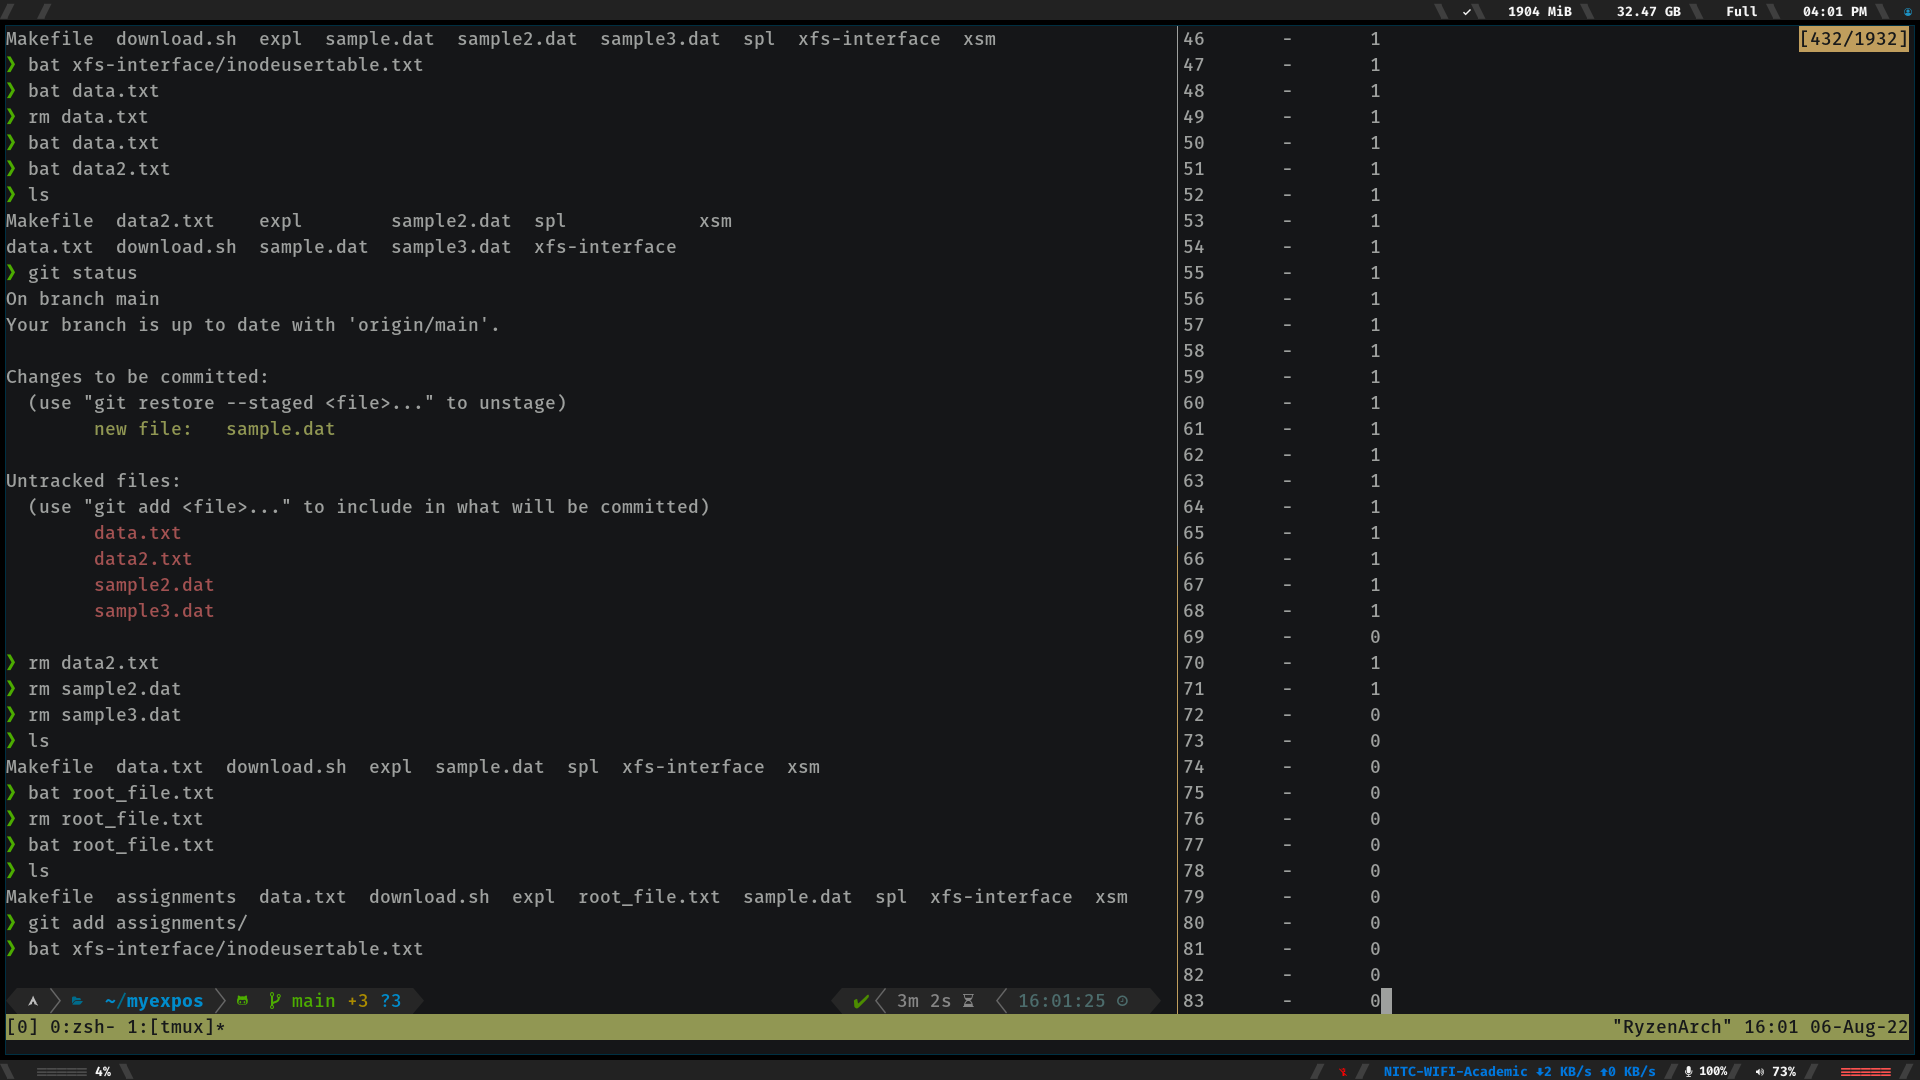 1904 MiB 32.47 GB Full 04:01 PM
Makefile  download.sh  expl  sample.dat  sample2.dat  sample3.dat  spl  xfs-interface  xsm
❯ bat xfs-interface/inodeusertable.txt
❯ bat data.txt
❯ rm data.txt
❯ bat data.txt
❯ bat data2.txt
❯ ls
Makefile  data2.txt    expl        sample2.dat  spl            xsm
data.txt  download.sh  sample.dat  sample3.dat  xfs-interface
❯ git status
On branch main
Your branch is up to date with 'origin/main'.
Changes to be committed:
  (use "git restore --staged <file>..." to unstage)
        new file:   sample.dat
Untracked files:
  (use "git add <file>..." to include in what will be committed)
        data.txt
        data2.txt
        sample2.dat
        sample3.dat
❯ rm data2.txt
❯ rm sample2.dat
❯ rm sample3.dat
❯ ls
Makefile  data.txt  download.sh  expl  sample.dat  spl  xfs-interface  xsm
❯ bat root_file.txt
❯ rm root_file.txt
❯ bat root_file.txt
❯ ls
Makefile  assignments  data.txt  download.sh  expl  root_file.txt  sample.dat  spl  xfs-interface  xsm
❯ git add assignments/
❯ bat xfs-interface/inodeusertable.txt
~/myexpos main +3 ?3 ✔ 3m 2s 16:01:25
[432/1932]
46 - 1
47 - 1
48 - 1
49 - 1
50 - 1
51 - 1
52 - 1
53 - 1
54 - 1
55 - 1
56 - 1
57 - 1
58 - 1
59 - 1
60 - 1
61 - 1
62 - 1
63 - 1
64 - 1
65 - 1
66 - 1
67 - 1
68 - 1
69 - 0
70 - 1
71 - 1
72 - 0
73 - 0
74 - 0
75 - 0
76 - 0
77 - 0
78 - 0
79 - 0
80 - 0
81 - 0
82 - 0
83 - 0
[0] 0:zsh- 1:[tmux]* "RyzenArch" 16:01 06-Aug-22
4% NITC-WIFI-Academic ⬇2 KB/s ⬆0 KB/s 100% 73%